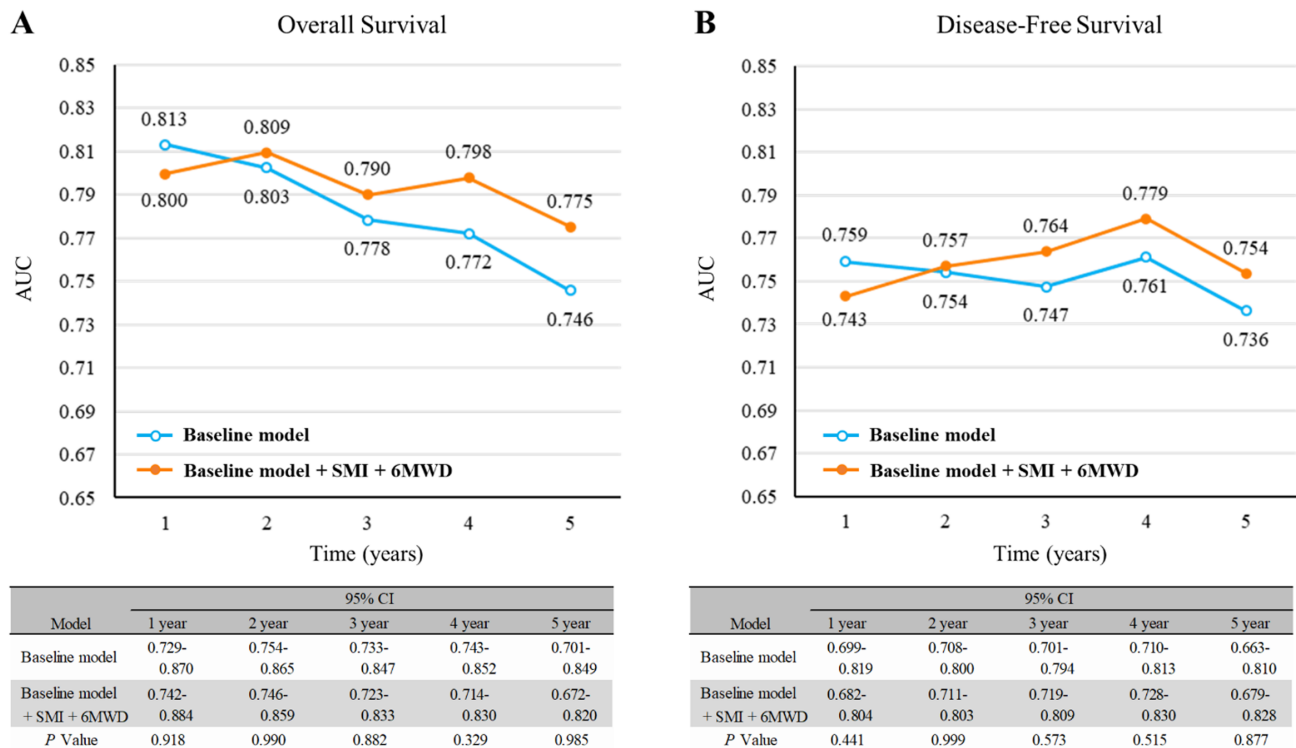 A
Overall Survival
0.85
0.83
0.81
0.79
0.77
0.75
0.73
0.71
0.69
0.67
0.65
AUC
0.813
0.809
0.790
0.798
0.775
0.800
0.803
0.778
0.772
0.746
Baseline model
Baseline model + SMI + 6MWD
1 2 3 4 5
Time (years)
95% CI
Model 1 year 2 year 3 year 4 year 5 year
Baseline model 0.729-0.870 0.754-0.865 0.733-0.847 0.743-0.852 0.701-0.849
Baseline model + SMI + 6MWD 0.742-0.884 0.746-0.859 0.723-0.833 0.714-0.830 0.672-0.820
P Value 0.918 0.990 0.882 0.329 0.985
B
Disease-Free Survival
0.85
0.83
0.81
0.79
0.77
0.75
0.73
0.71
0.69
0.67
0.65
AUC
0.759
0.757
0.764
0.779
0.754
0.743
0.754
0.747
0.761
0.736
Baseline model
Baseline model + SMI + 6MWD
1 2 3 4 5
Time (years)
95% CI
Model 1 year 2 year 3 year 4 year 5 year
Baseline model 0.699-0.819 0.708-0.800 0.701-0.794 0.710-0.813 0.663-0.810
Baseline model + SMI + 6MWD 0.682-0.804 0.711-0.803 0.719-0.809 0.728-0.830 0.679-0.828
P Value 0.441 0.999 0.573 0.515 0.877